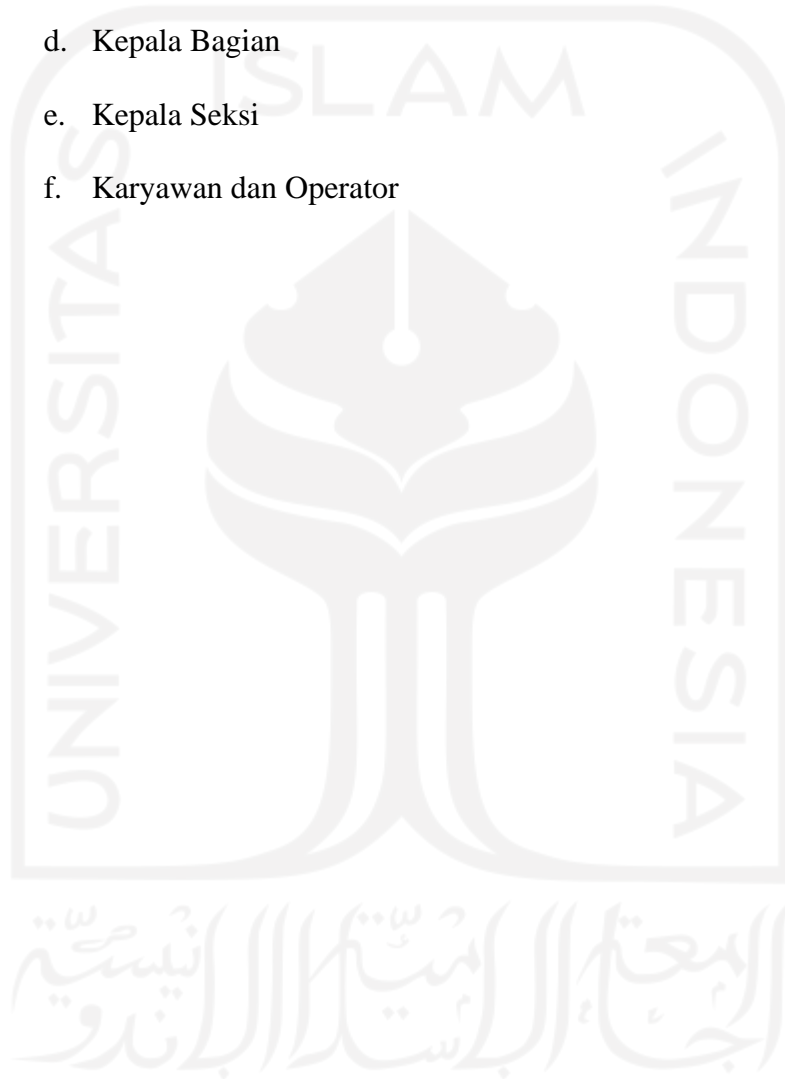 d. Kepala Bagian
ISLAM
e. Kepala Seksi
f. Karyawan dan Operator
UNIVERSITAS
INDONESIA